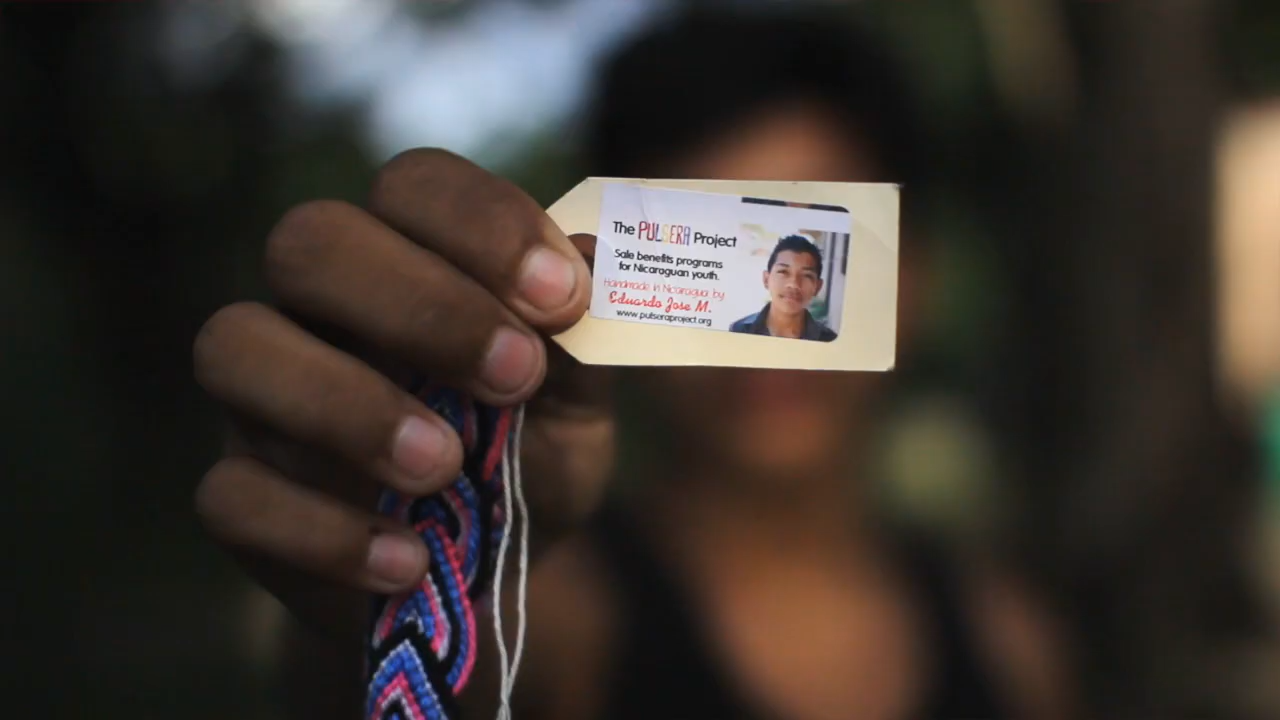 The PULSERA Project
Sale benefits programs
for Nicaraguan youth.
Handmade in Nicaragua by
Eduardo Jose M.
www.pulseraproject.org